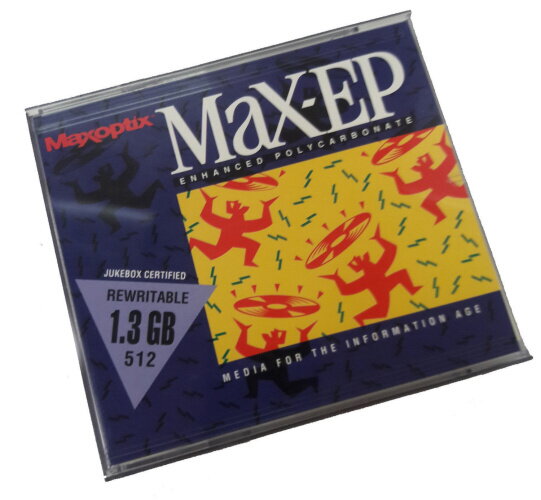 Maxoptix
MaX-EP
ENHANCED POLYCARBONATE
JUKEBOX CERTIFIED
REWRITABLE
1.3 GB
512
MEDIA FOR THE INFORMATION AGE